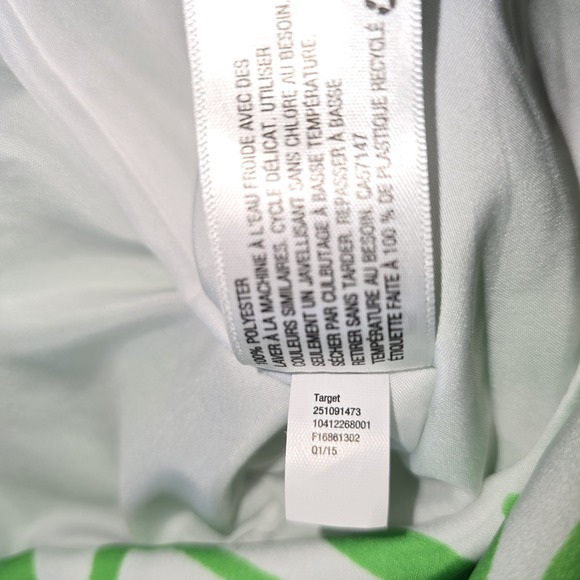 100% POLYESTER
LAVER À LA MACHINE À L'EAU FROIDE AVEC DES
COULEURS SIMILAIRES. CYCLE DÉLICAT. UTILISER
SEULEMENT UN JAVELLISANT SANS CHLORE AU BESOIN.
SÉCHER PAR CULBUTAGE À BASSE TEMPÉRATURE.
RETIRER SANS TARDER. REPASSER À BASSE
TEMPÉRATURE AU BESOIN. CA57147
ÉTIQUETTE FAITE À 100 % DE PLASTIQUE RECYCLÉ
Target
251091473
10412268001
F16861302
Q1/15